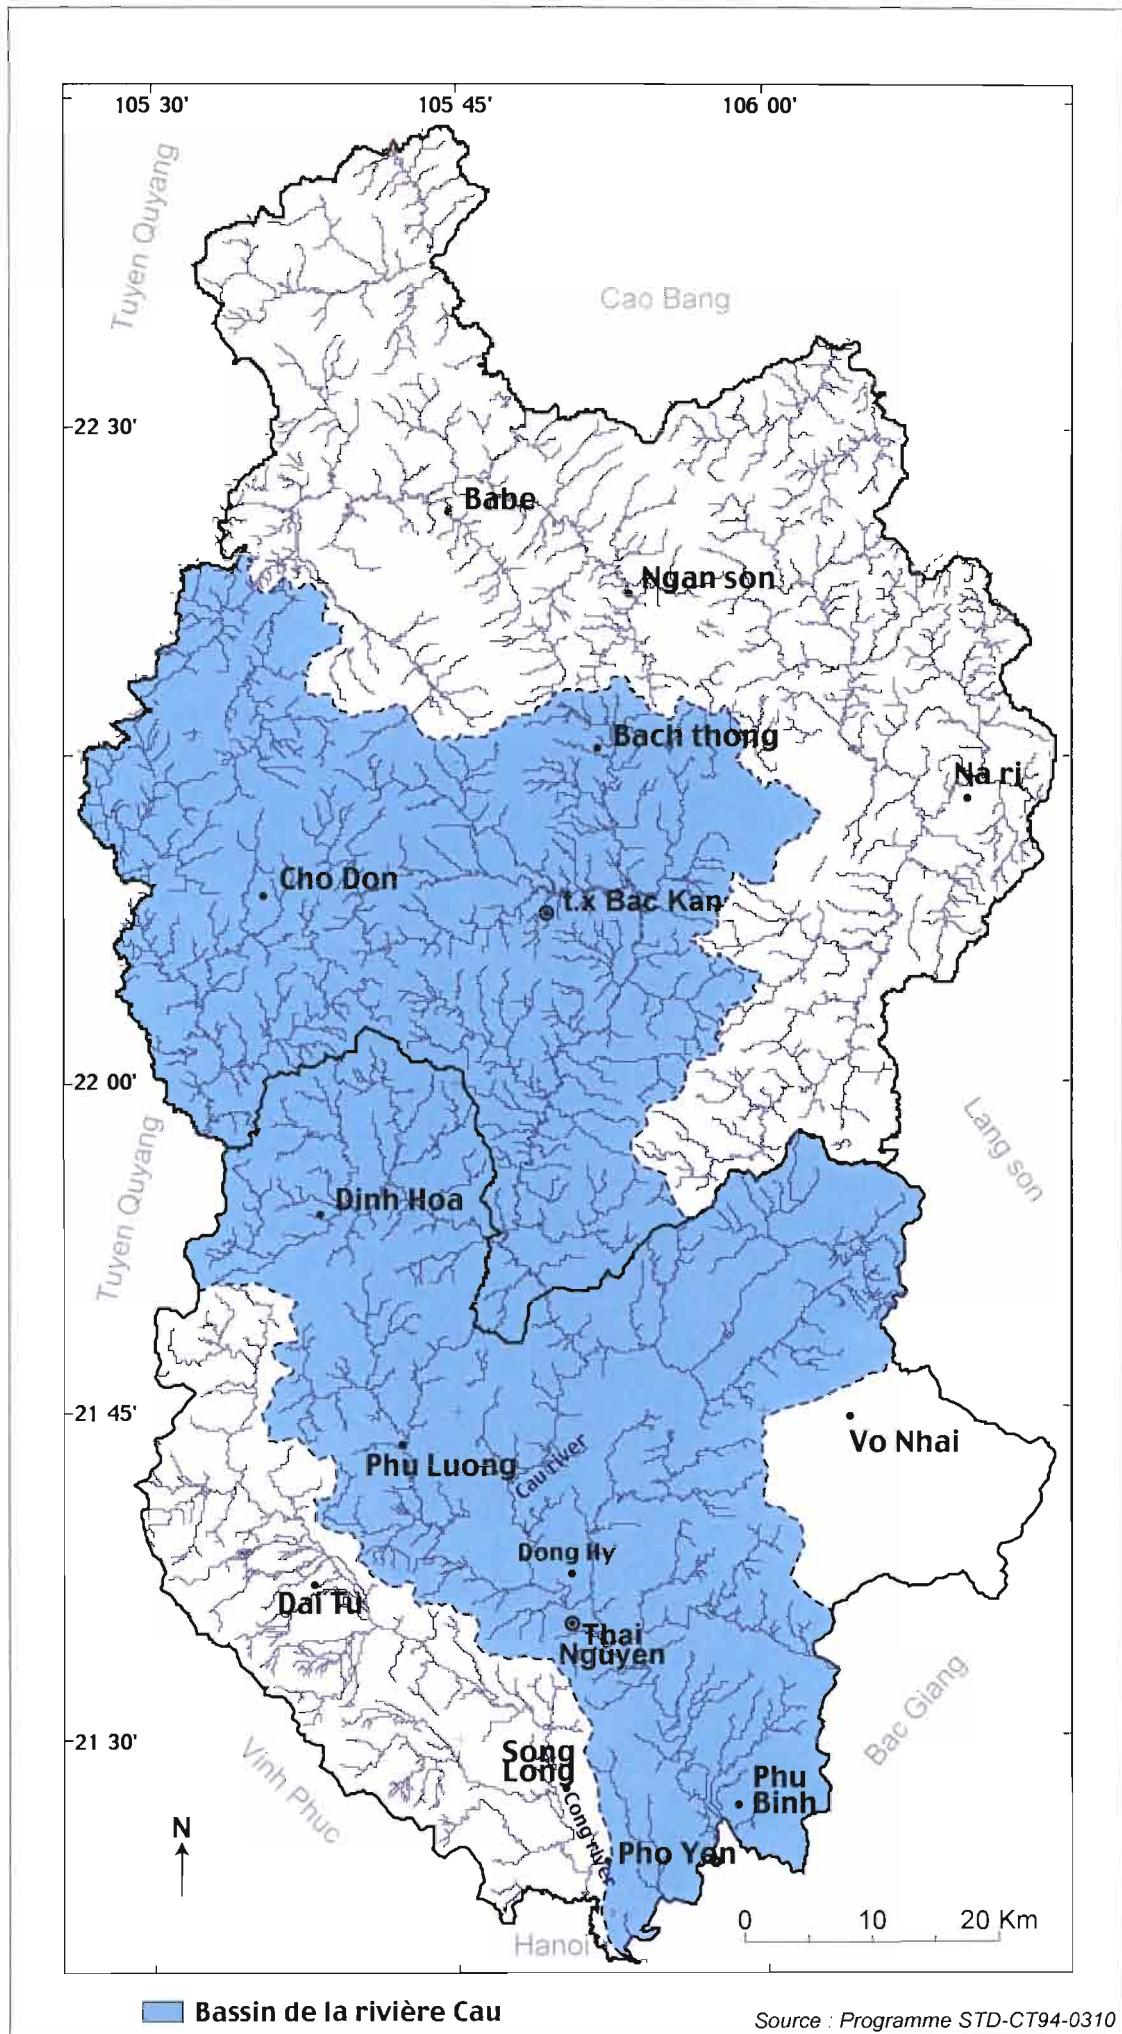 105 30'
105 45'
106 00'
Tuyen Quyang
Cao Bang
22 30'
Babe
Ngan son
Bach thong
Na ri
Cho Don
t.x Bac Kan
22 00'
Lang son
Tuyen Quyang
Dinh Hoa
21 45'
Vo Nhai
Phu Luong
Cau river
Dong Hy
Dai Tu
Thai
Nguyen
Bac Giang
21 30'
Vinh Phuc
Song
Long
Phu
Binh
Cong river
N
Pho Yen
0 10 20 Km
Hanoi
Bassin de la rivière Cau
Source : Programme STD-CT94-0310